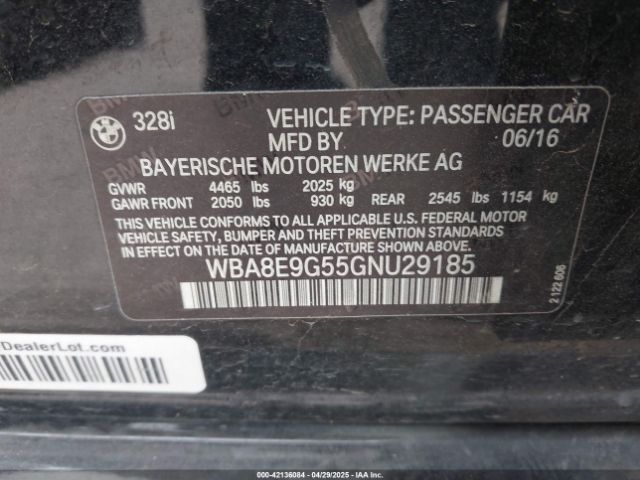 328i
VEHICLE TYPE: PASSENGER CAR
MFD BY 06/16
BAYERISCHE MOTOREN WERKE AG
GVWR 4465 lbs 2025 kg
GAWR FRONT 2050 lbs 930 kg REAR 2545 lbs 1154 kg
THIS VEHICLE CONFORMS TO ALL APPLICABLE U.S. FEDERAL MOTOR
VEHICLE SAFETY, BUMPER AND THEFT PREVENTION STANDARDS
IN EFFECT ON THE DATE OF MANUFACTURE SHOWN ABOVE.
WBA8E9G55GNU29185
2 122 606
DealerLot.com
000-42136084 | 04/29/2025 - IAA Inc.